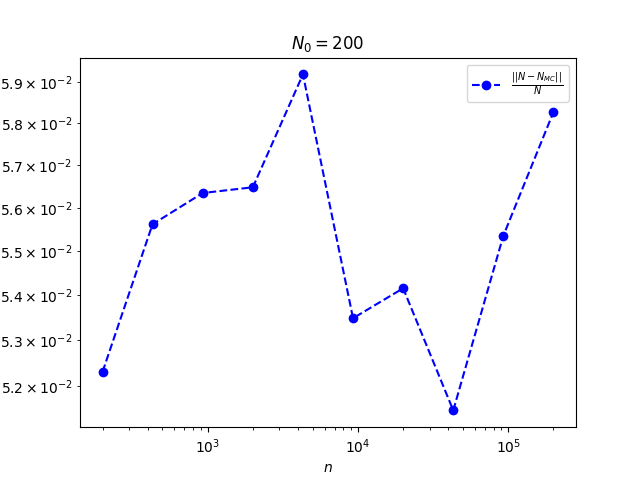 N₀ = 200
||N−N_MC||
N
5.9 × 10⁻²
5.8 × 10⁻²
5.7 × 10⁻²
5.6 × 10⁻²
5.5 × 10⁻²
5.4 × 10⁻²
5.3 × 10⁻²
5.2 × 10⁻²
10³ 10⁴ 10⁵
n